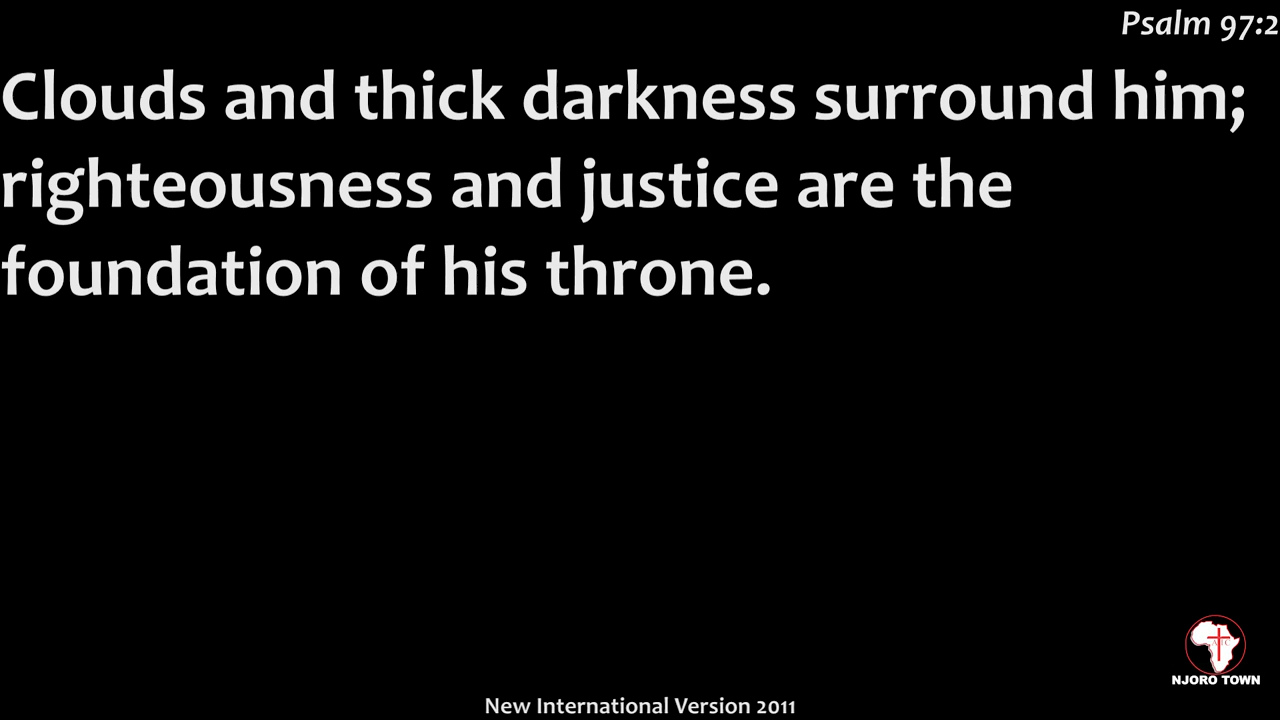 Psalm 97:2
Clouds and thick darkness surround him;
righteousness and justice are the
foundation of his throne.
NJORO TOWN
New International Version 2011